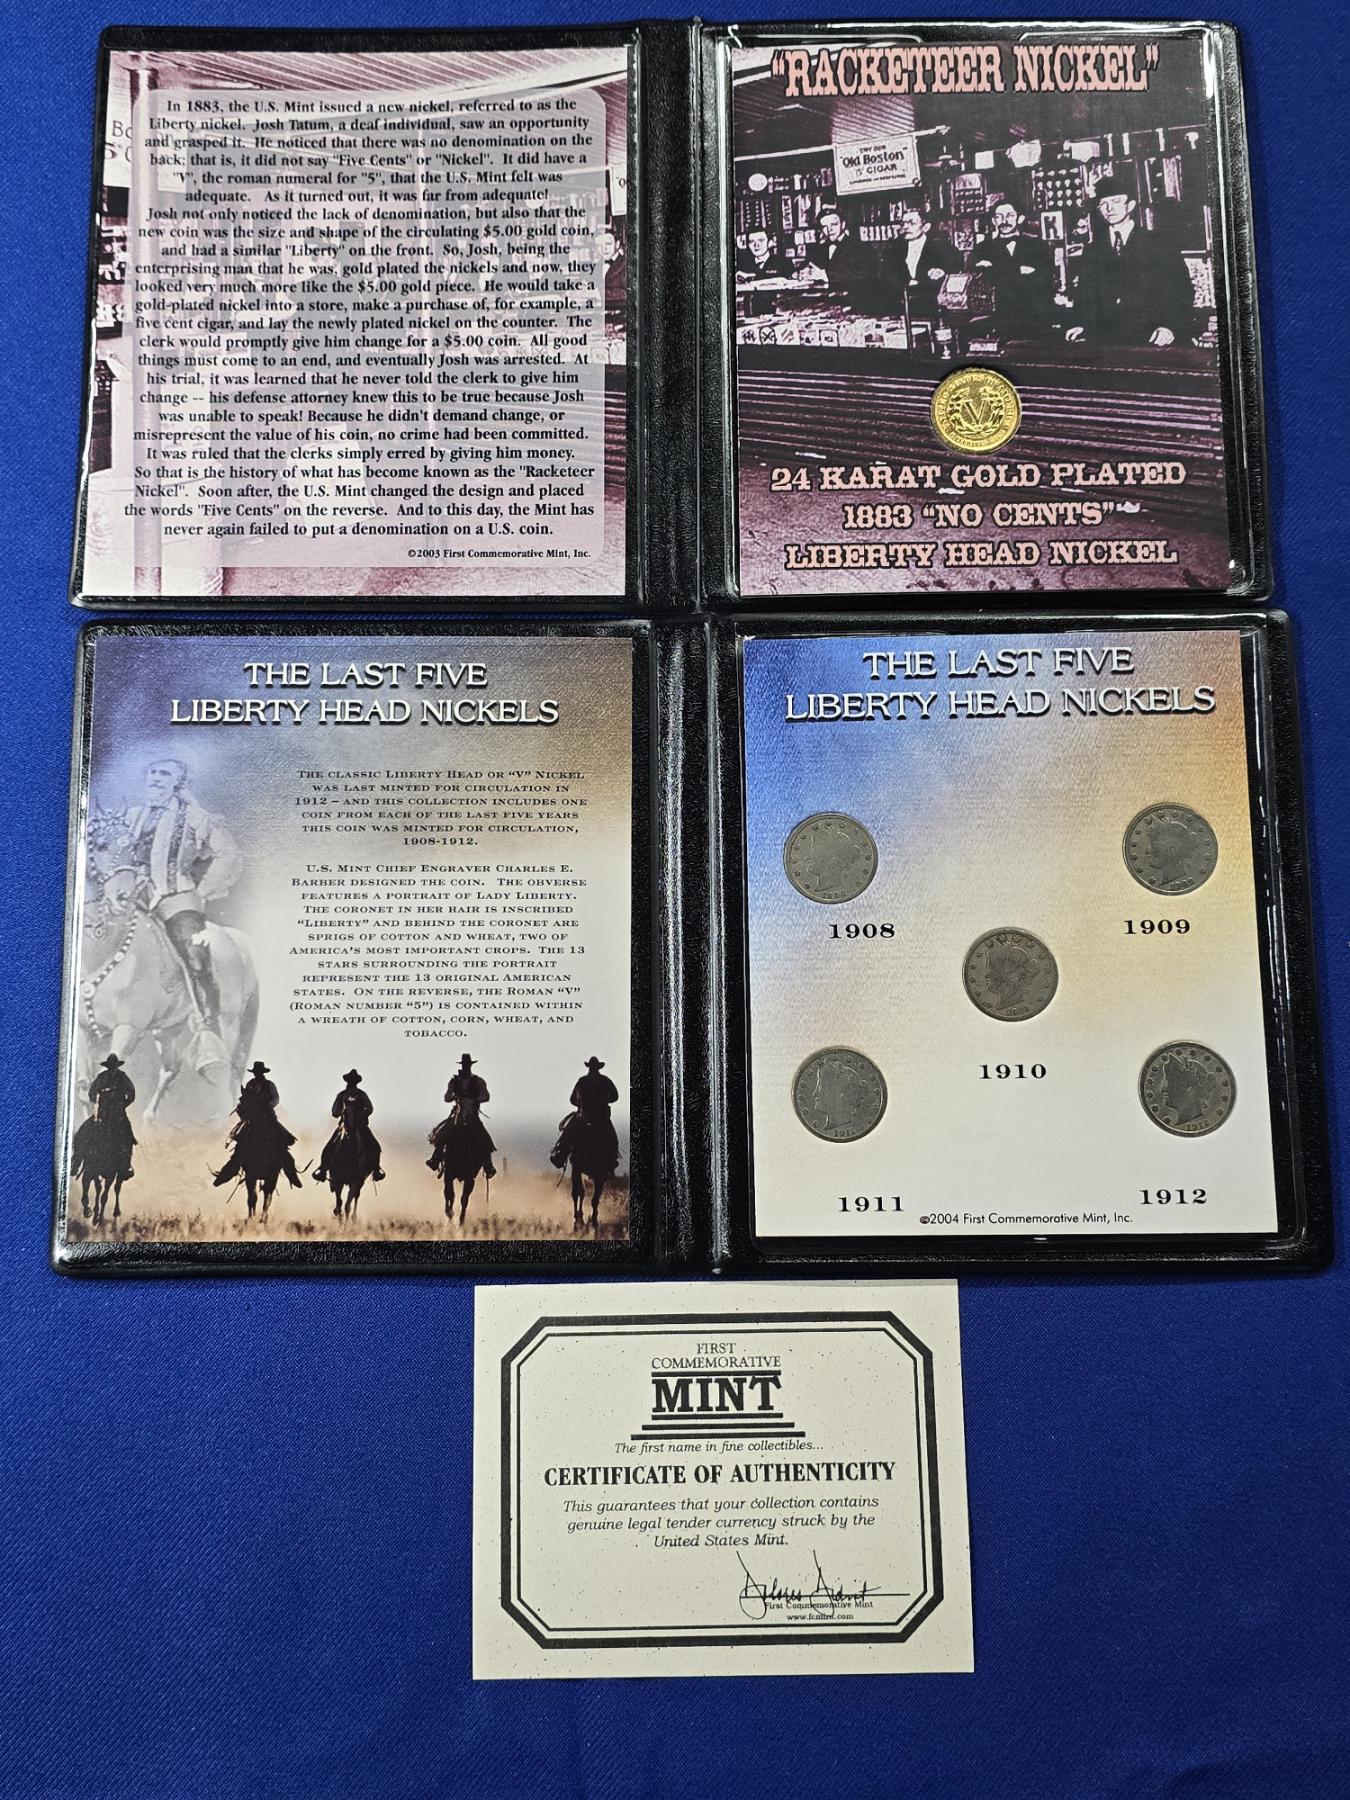 In 1883, the U.S. Mint issued a new nickel, referred to as the
Liberty nickel. Josh Tatum, a deaf individual, saw an opportunity
and grasped it. He noticed that there was no denomination on the
back; that is, it did not say "Five Cents" or "Nickel". It did have a
"V", the roman numeral for "5", that the U.S. Mint felt was
adequate. As it turned out, it was far from adequate!
Josh not only noticed the lack of denomination, but also that the
new coin was the size and shape of the circulating $5.00 gold coin,
and had a similar "Liberty" on the front. So, Josh, being the
enterprising man that he was, gold plated the nickels and now, they
looked very much more like the $5.00 gold piece. He would take a
gold-plated nickel into a store, make a purchase of, for example, a
five cent cigar, and lay the newly plated nickel on the counter. The
clerk would promptly give him change for a $5.00 coin. All good
things must come to an end, and eventually Josh was arrested. At
his trial, it was learned that he never told the clerk to give him
change -- his defense attorney knew this to be true because Josh
was unable to speak! Because he didn't demand change, or
misrepresent the value of his coin, no crime had been committed.
It was ruled that the clerks simply erred by giving him money.
So that is the history of what has become known as the "Racketeer
Nickel". Soon after, the U.S. Mint changed the design and placed
the words "Five Cents" on the reverse. And to this day, the Mint has
never again failed to put a denomination on a U.S. coin.
©2003 First Commemorative Mint, Inc.
"RACKETEER NICKEL"
TRY OUR
"Old Boston"
5¢ CIGAR
V
24 KARAT GOLD PLATED
1883 "NO CENTS"
LIBERTY HEAD NICKEL
THE LAST FIVE
LIBERTY HEAD NICKELS
THE CLASSIC LIBERTY HEAD OR "V" NICKEL
WAS LAST MINTED FOR CIRCULATION IN
1912 – AND THIS COLLECTION INCLUDES ONE
COIN FROM EACH OF THE LAST FIVE YEARS
THIS COIN WAS MINTED FOR CIRCULATION,
1908-1912.
U.S. MINT CHIEF ENGRAVER CHARLES E.
BARBER DESIGNED THE COIN. THE OBVERSE
FEATURES A PORTRAIT OF LADY LIBERTY.
THE CORONET IN HER HAIR IS INSCRIBED
"LIBERTY" AND BEHIND THE CORONET ARE
SPRIGS OF COTTON AND WHEAT, TWO OF
AMERICA'S MOST IMPORTANT CROPS. THE 13
STARS SURROUNDING THE PORTRAIT
REPRESENT THE 13 ORIGINAL AMERICAN
STATES. ON THE REVERSE, THE ROMAN "V"
(ROMAN NUMBER "5") IS CONTAINED WITHIN
A WREATH OF COTTON, CORN, WHEAT, AND
TOBACCO.
THE LAST FIVE
LIBERTY HEAD NICKELS
1908
1909
1910
1911
1912
©2004 First Commemorative Mint, Inc.
FIRST
COMMEMORATIVE
MINT
The first name in fine collectibles...
CERTIFICATE OF AUTHENTICITY
This guarantees that your collection contains
genuine legal tender currency struck by the
United States Mint.
First Commemorative Mint
www.fcmint.com